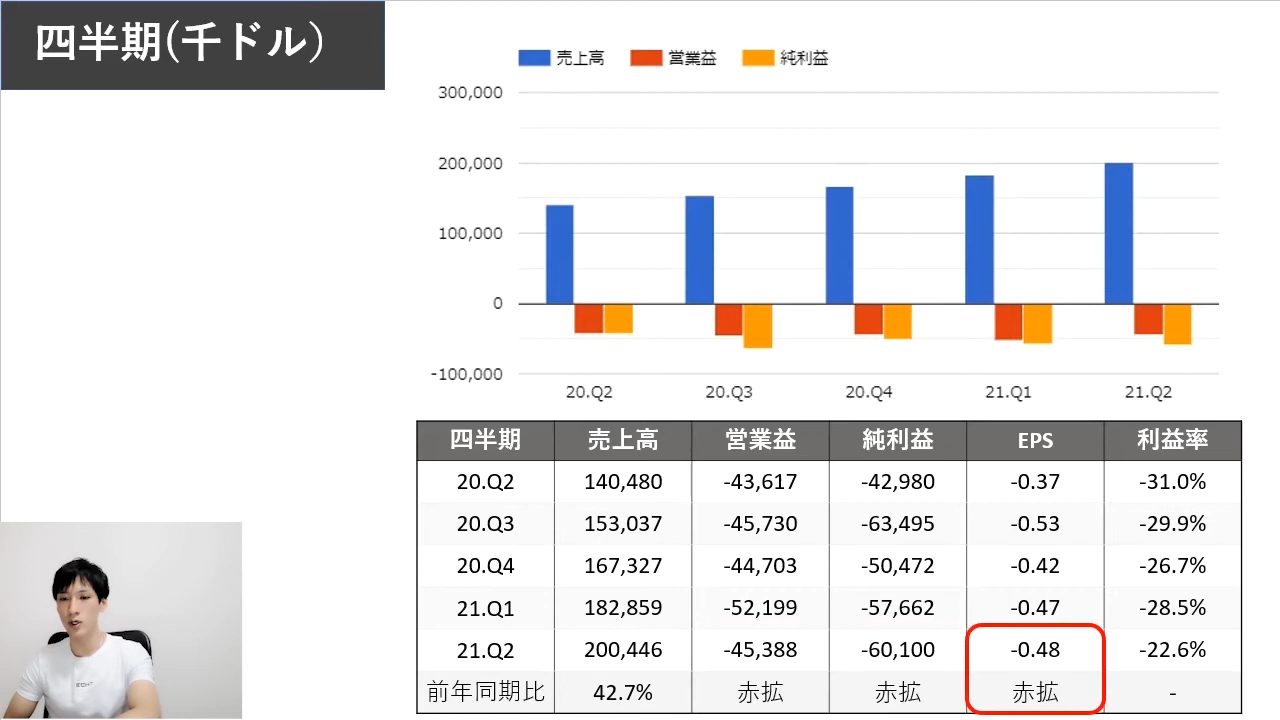 四半期(千ドル)
売上高 営業益 純利益
300,000
200,000
100,000
0
-100,000
20.Q2 20.Q3 20.Q4 21.Q1 21.Q2
四半期 売上高 営業益 純利益 EPS 利益率
20.Q2 140,480 -43,617 -42,980 -0.37 -31.0%
20.Q3 153,037 -45,730 -63,495 -0.53 -29.9%
20.Q4 167,327 -44,703 -50,472 -0.42 -26.7%
21.Q1 182,859 -52,199 -57,662 -0.47 -28.5%
21.Q2 200,446 -45,388 -60,100 -0.48 -22.6%
前年同期比 42.7% 赤拡 赤拡 赤拡 -